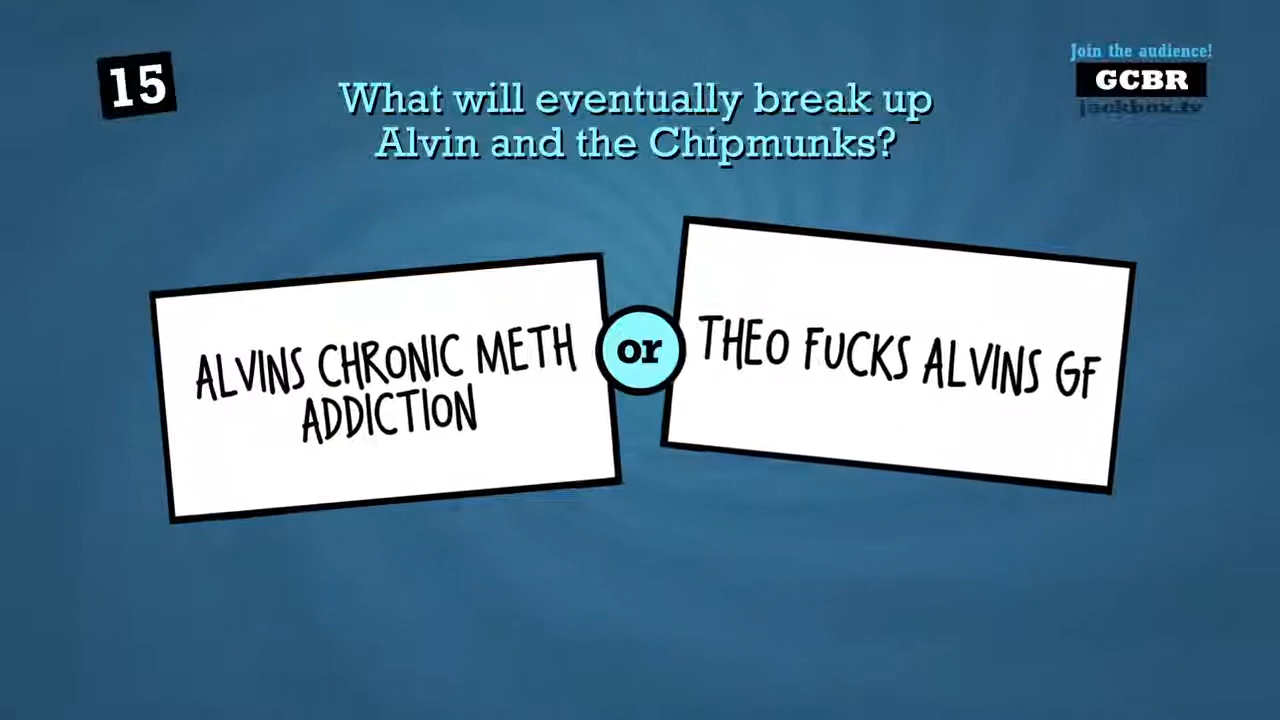 15
Join the audience!
GCBR
jackbox.tv
What will eventually break up
Alvin and the Chipmunks?
ALVINS CHRONIC METH
ADDICTION
or
THEO FUCKS ALVINS GF